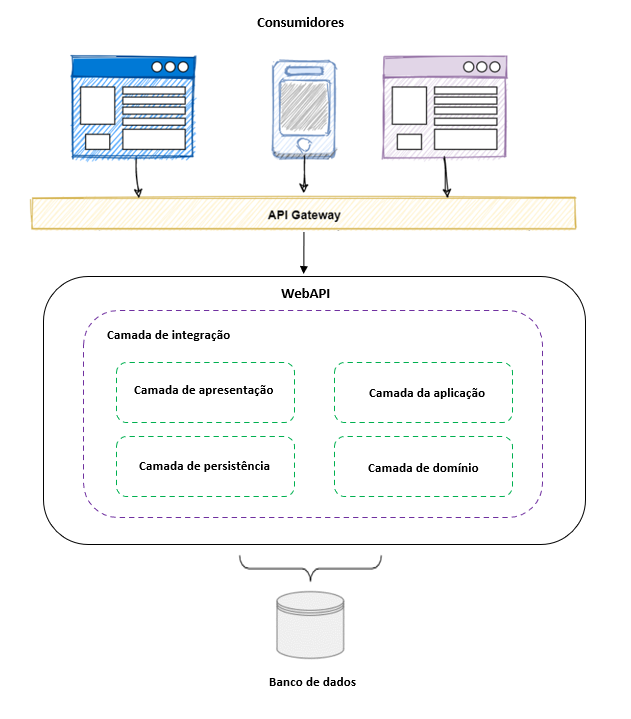 Consumidores
API Gateway
WebAPI
Camada de integração
Camada de apresentação
Camada da aplicação
Camada de persistência
Camada de domínio
Banco de dados